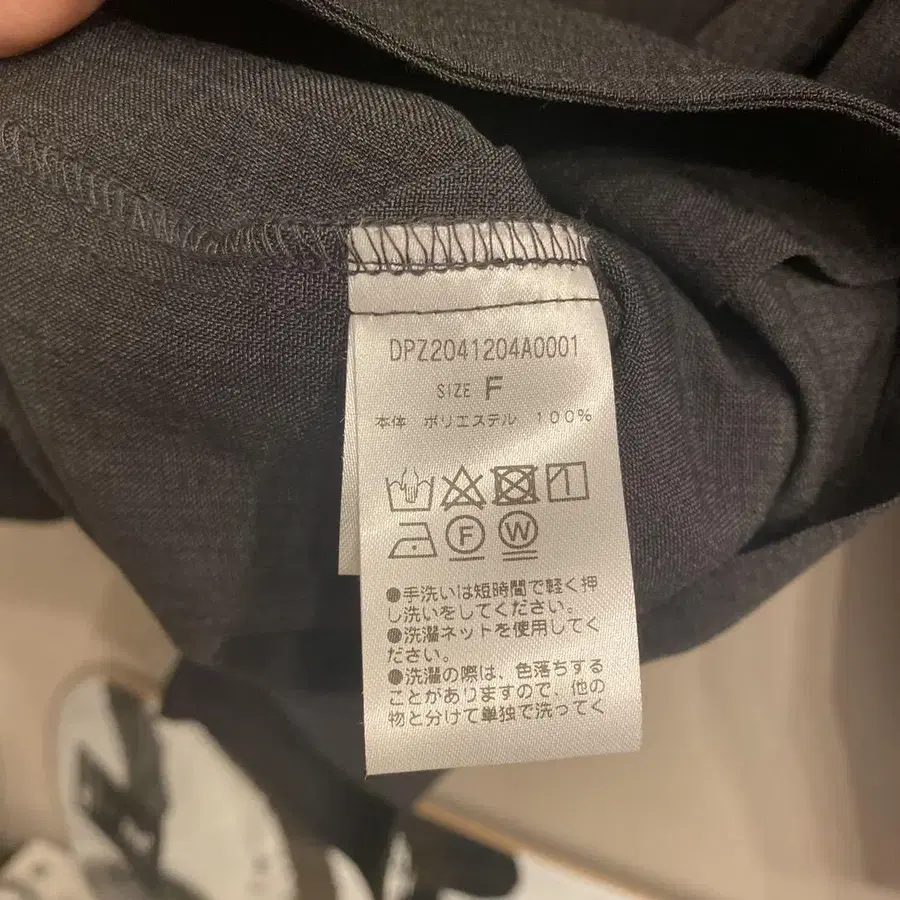 DPZ2041204A0001
SIZE F
本体 ポリエステル 100%
F W
●手洗いは短時間で軽く押
し洗いをしてください。
●洗濯ネットを使用してく
ださい。
●洗濯の際は、色落ちする
ことがありますので、他の
物と分けて単独で洗ってく